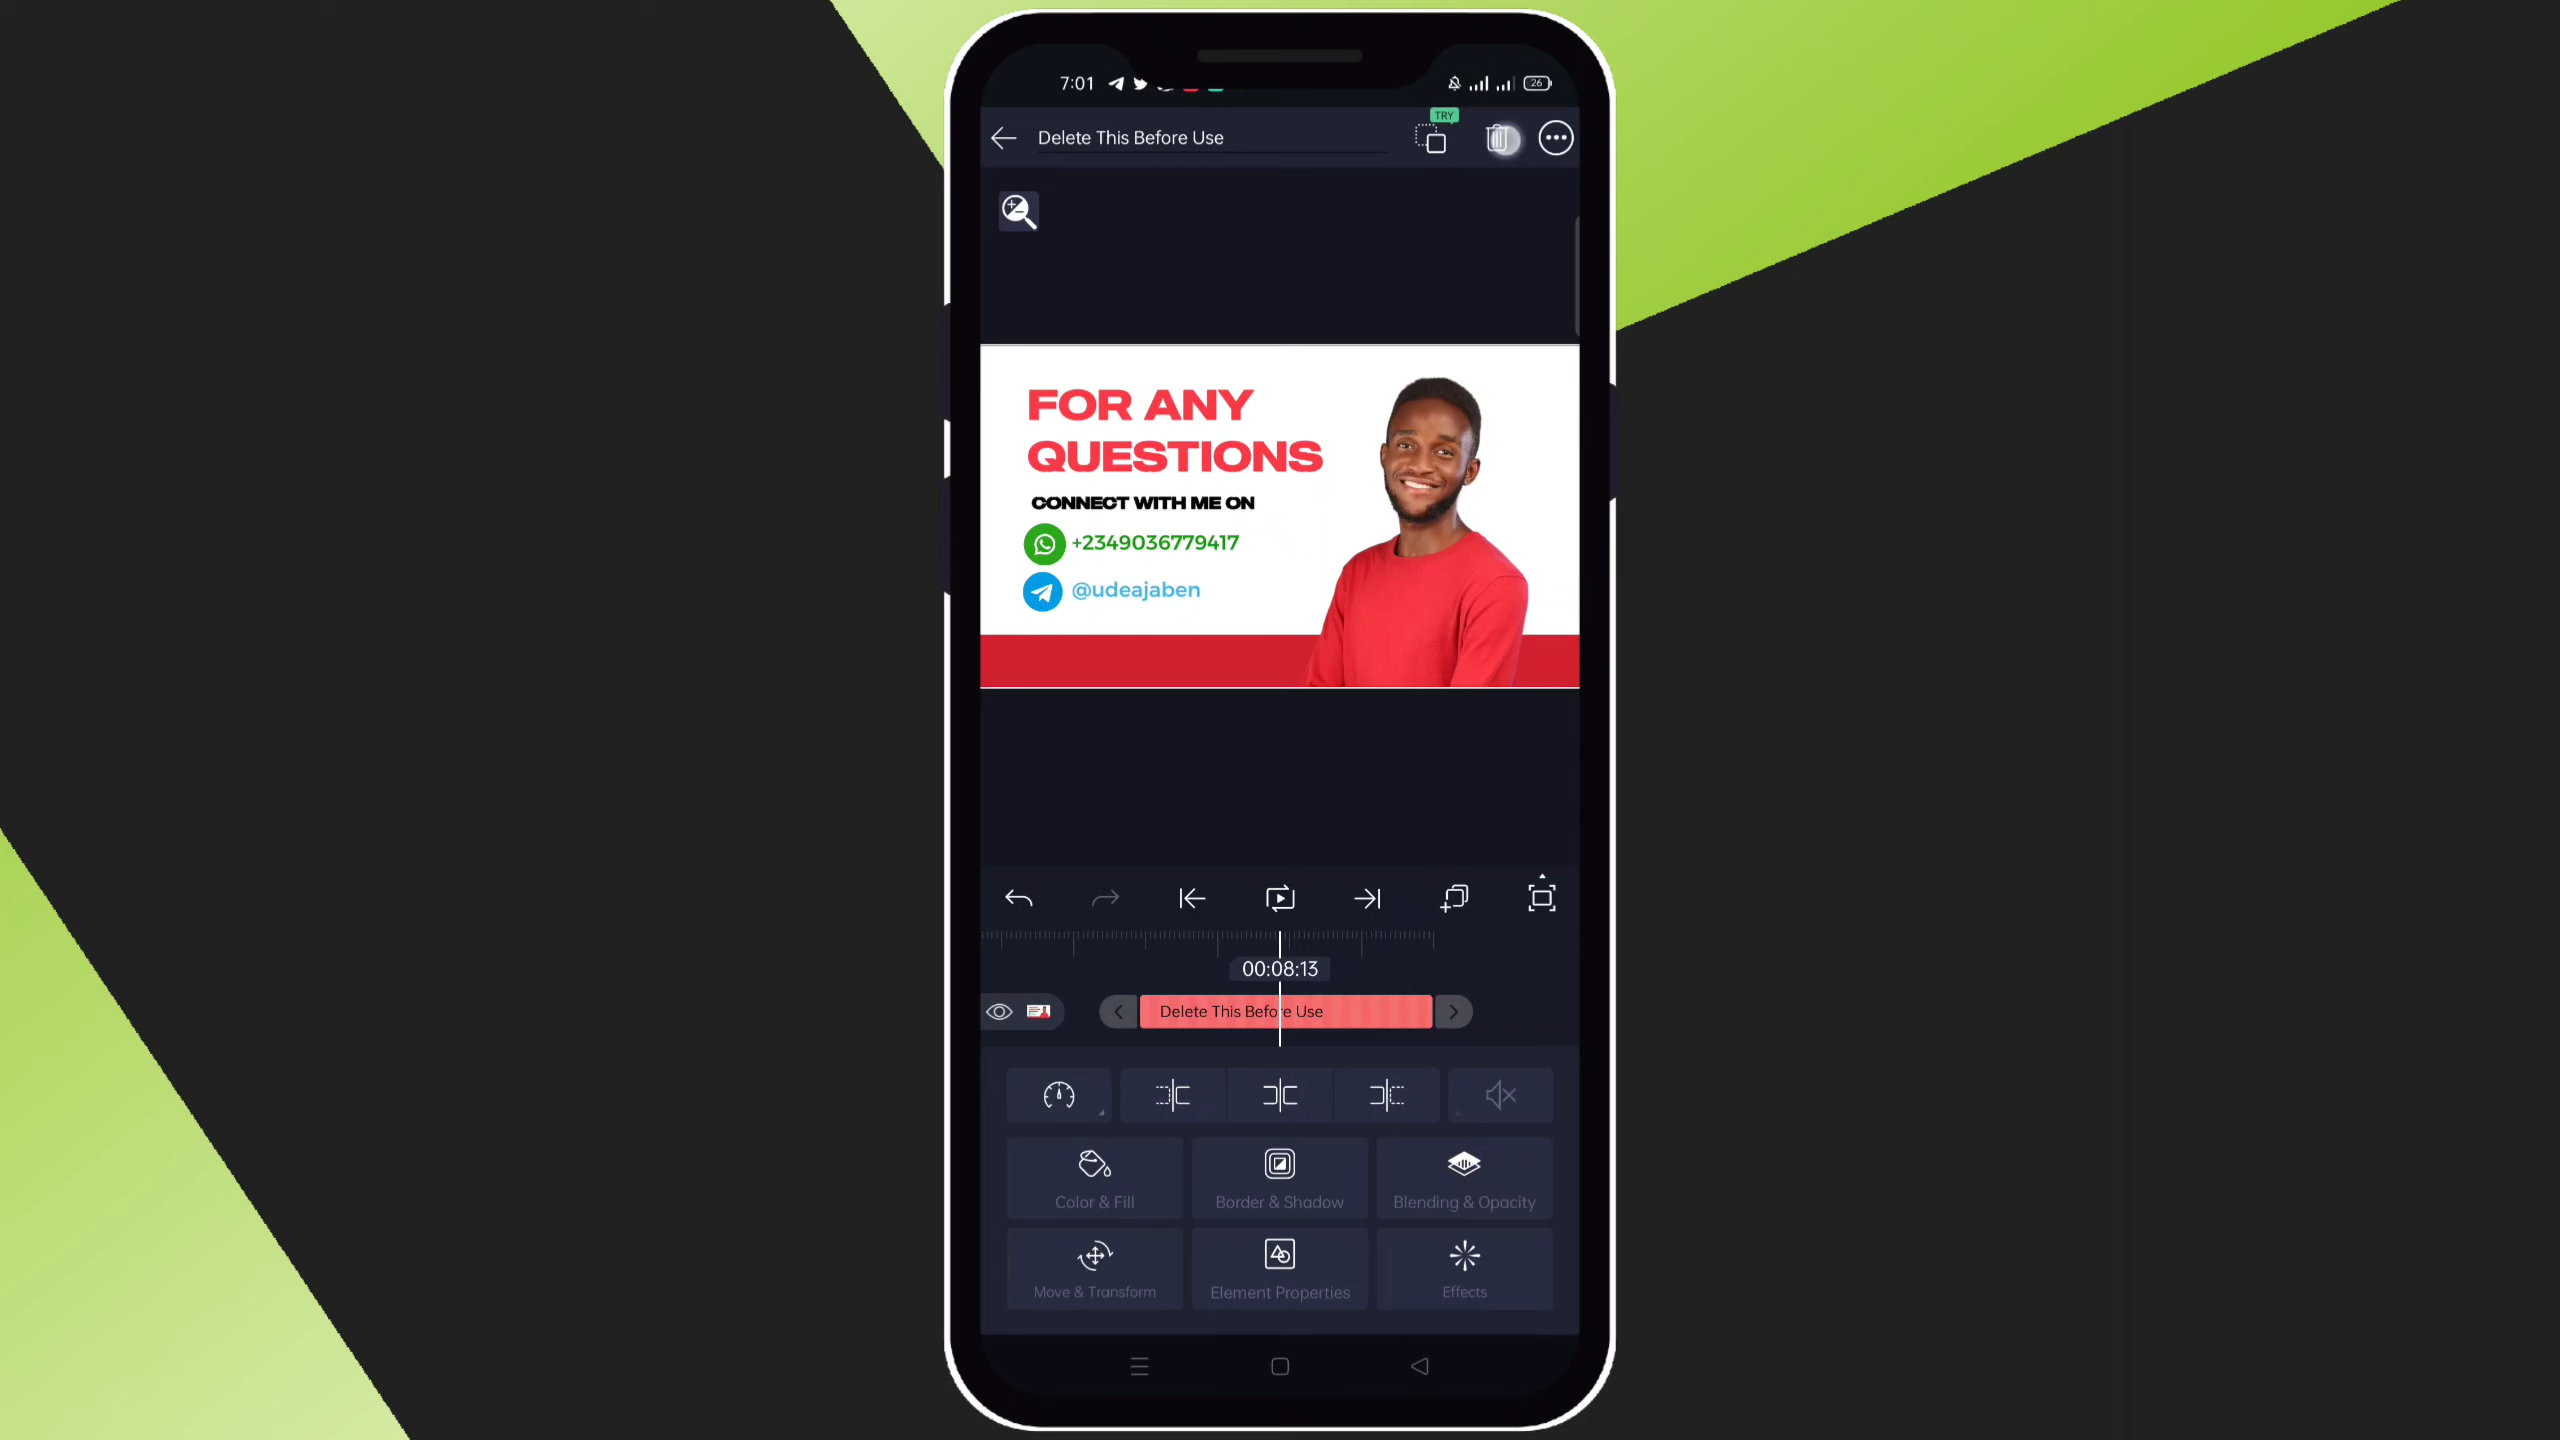 7:01
26
TRY
Delete This Before Use
FOR ANY
QUESTIONS
CONNECT WITH ME ON
+2349036779417
@udeajaben
00:08:13
Delete This Before Use
Color & Fill
Border & Shadow
Blending & Opacity
Move & Transform
Element Properties
Effects